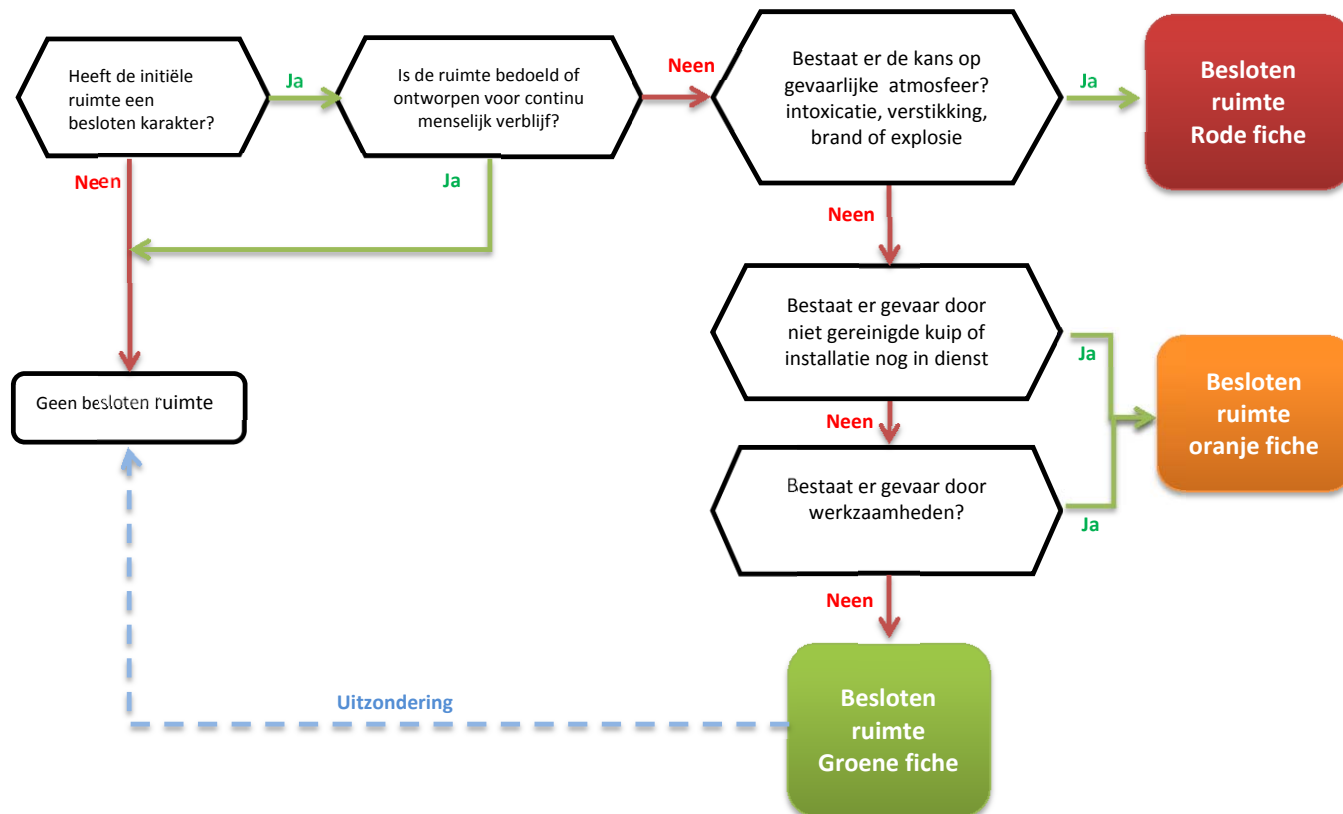 Heeft de initiële
ruimte een
besloten karakter?
Ja
Is de ruimte bedoeld of
ontworpen voor continu
menselijk verblijf?
Neen
Bestaat er de kans op
gevaarlijke atmosfeer?
intoxicatie, verstikking,
brand of explosie
Ja
Besloten
ruimte
Rode fiche
Neen
Ja
Neen
Bestaat er gevaar door
niet gereinigde kuip of
installatie nog in dienst
Ja
Besloten
ruimte
oranje fiche
Geen besloten ruimte
Neen
Bestaat er gevaar door
werkzaamheden?
Ja
Neen
Besloten
ruimte
Groene fiche
Uitzondering